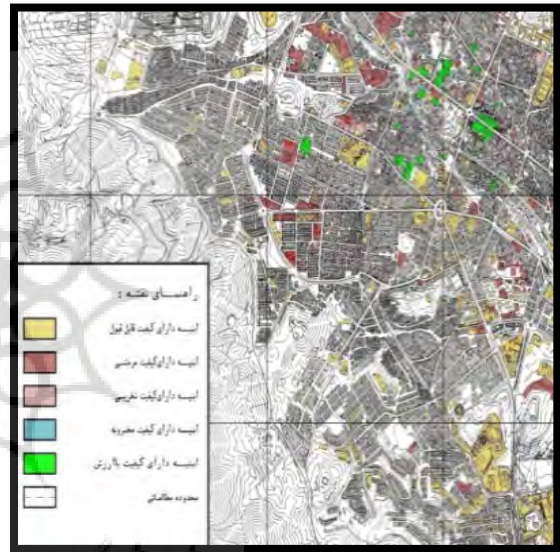 راهنمای نقشه :
ابنیه دارای کیفیت قابل قبول
ابنیه دارای کیفیت مرمتی
ابنیه دارای کیفیت تخریبی
ابنیه دارای کیفیت مخروبه
ابنیه دارای کیفیت باارزش
محدوده مطالعاتی